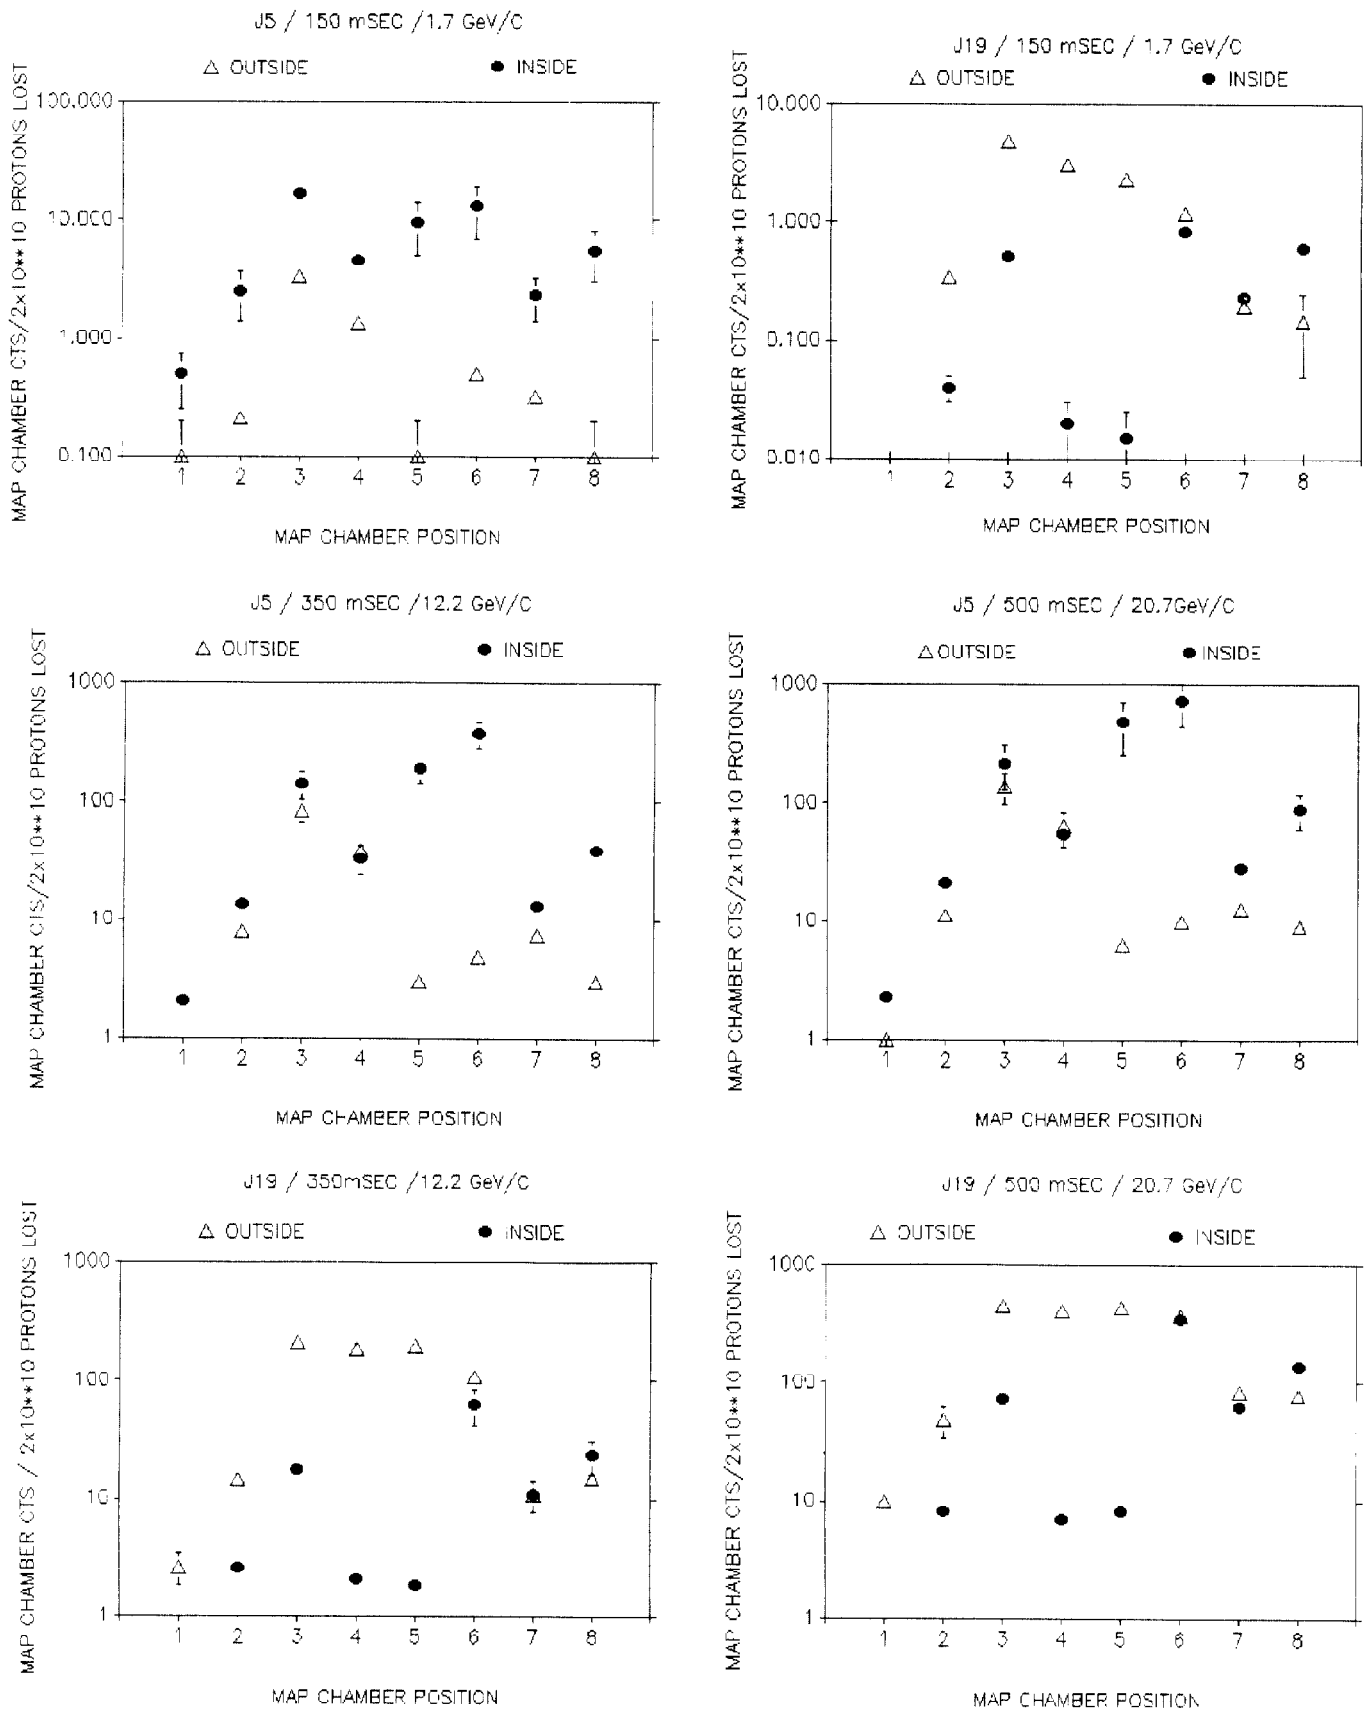 J5 / 150 mSEC /1.7 GeV/C
△ OUTSIDE ● INSIDE
MAP CHAMBER CTS/2x10**10 PROTONS LOST
100.000
10.000
1.000
0.100
1 2 3 4 5 6 7 8
MAP CHAMBER POSITION
J19 / 150 mSEC / 1.7 GeV/C
△ OUTSIDE ● INSIDE
MAP CHAMBER CTS/2x10**10 PROTONS LOST
10.000
1.000
0.100
0.010
1 2 3 4 5 6 7 8
MAP CHAMBER POSITION
J5 / 350 mSEC /12.2 GeV/C
△ OUTSIDE ● INSIDE
MAP CHAMBER CTS/2x10**10 PROTONS LOST
1000
100
10
1
1 2 3 4 5 6 7 8
MAP CHAMBER POSITION
J5 / 500 mSEC / 20.7GeV/C
△OUTSIDE ●INSIDE
MAP CHAMBER CTS/2x10**10 PROTONS LOST
1000
100
10
1
1 2 3 4 5 6 7 8
MAP CHAMBER POSITION
J19 / 350mSEC /12.2 GeV/C
△ OUTSIDE ● INSIDE
MAP CHAMBER CTS / 2x10**10 PROTONS LOST
1000
100
10
1
1 2 3 4 5 6 7 8
MAP CHAMBER POSITION
J19 / 500 mSEC / 20.7 GeV/C
△ OUTSIDE ● INSIDE
MAP CHAMBER CTS/2x10**10 PROTONS LOST
1000
100
10
1
1 2 3 4 5 6 7 8
MAP CHAMBER POSITION